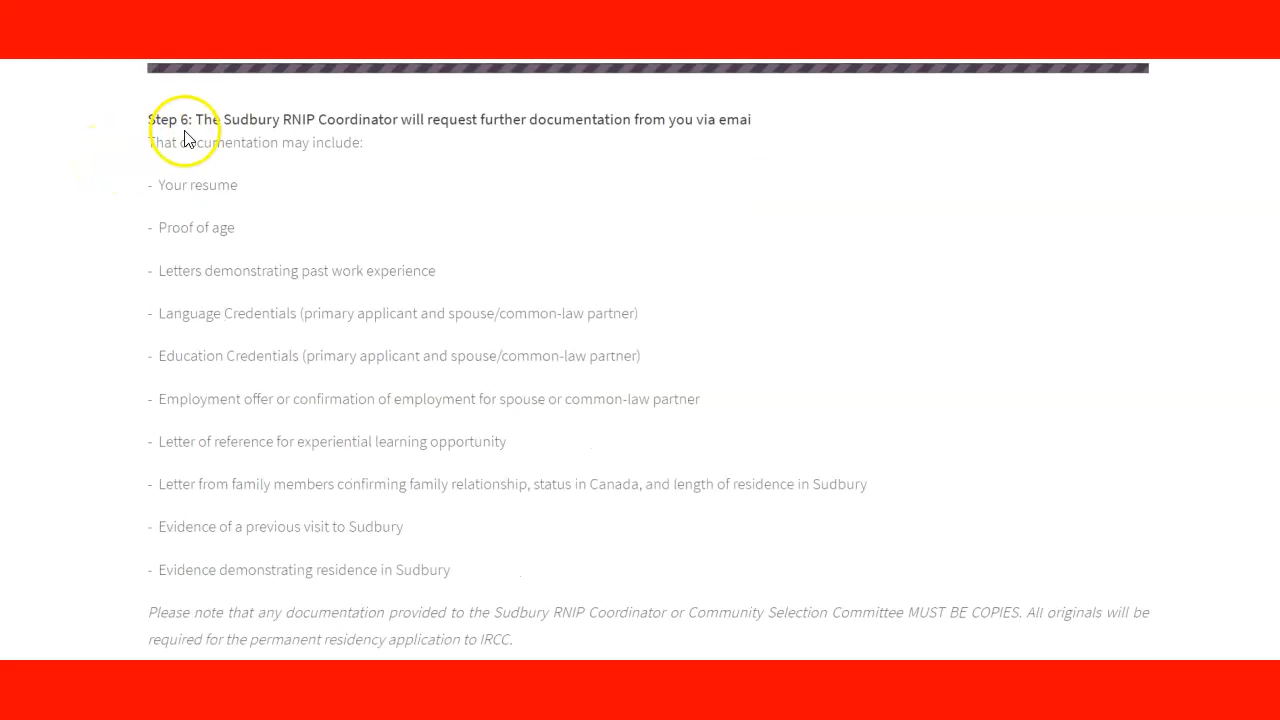 Step 6: The Sudbury RNIP Coordinator will request further documentation from you via emai
That documentation may include:
- Your resume
- Proof of age
- Letters demonstrating past work experience
- Language Credentials (primary applicant and spouse/common-law partner)
- Education Credentials (primary applicant and spouse/common-law partner)
- Employment offer or confirmation of employment for spouse or common-law partner
- Letter of reference for experiential learning opportunity
- Letter from family members confirming family relationship, status in Canada, and length of residence in Sudbury
- Evidence of a previous visit to Sudbury
- Evidence demonstrating residence in Sudbury
Please note that any documentation provided to the Sudbury RNIP Coordinator or Community Selection Committee MUST BE COPIES. All originals will be
required for the permanent residency application to IRCC.